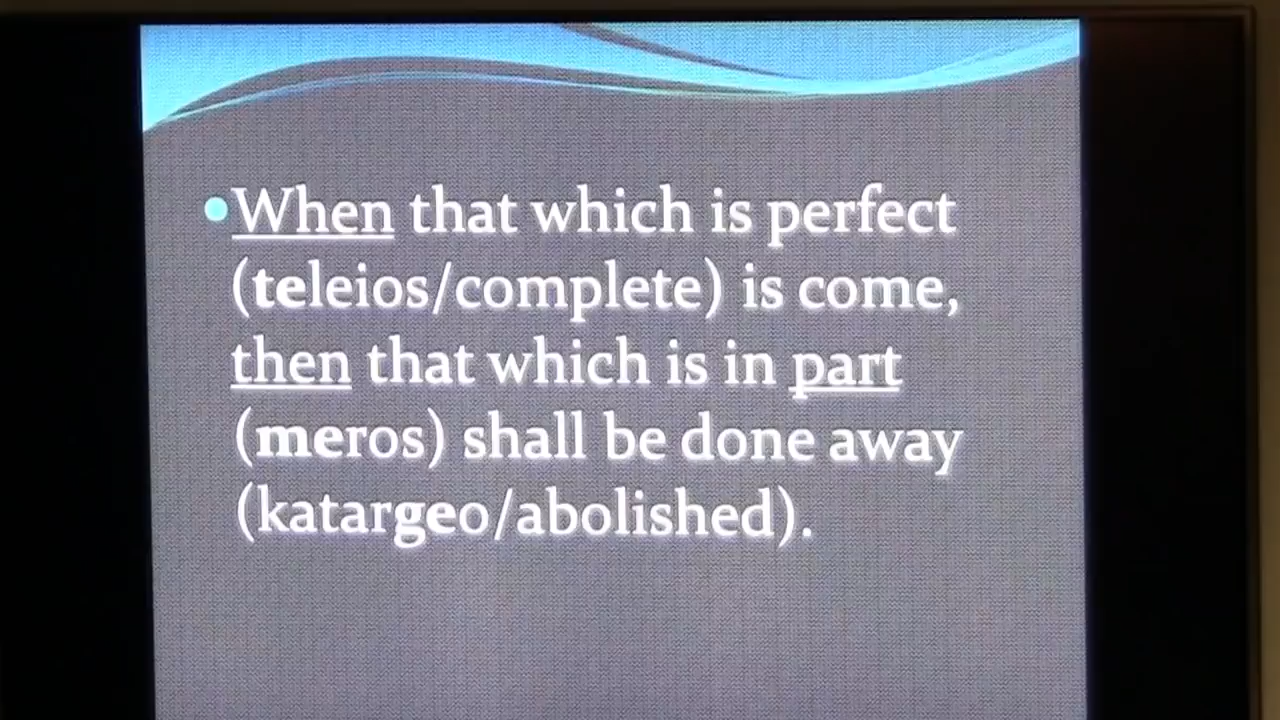 •When that which is perfect
(teleios/complete) is come,
then that which is in part
(meros) shall be done away
(katargeo/abolished).